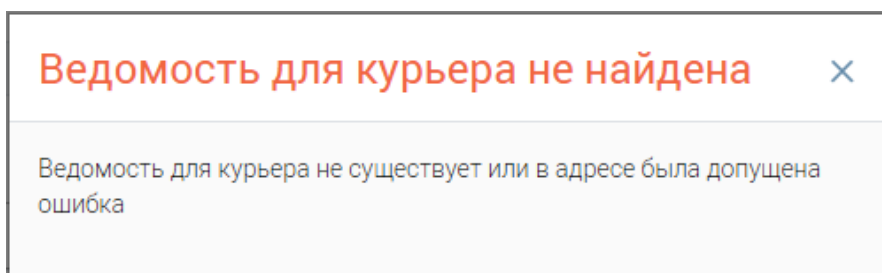 Ведомость для курьера не найдена
Ведомость для курьера не существует или в адресе была допущена
ошибка